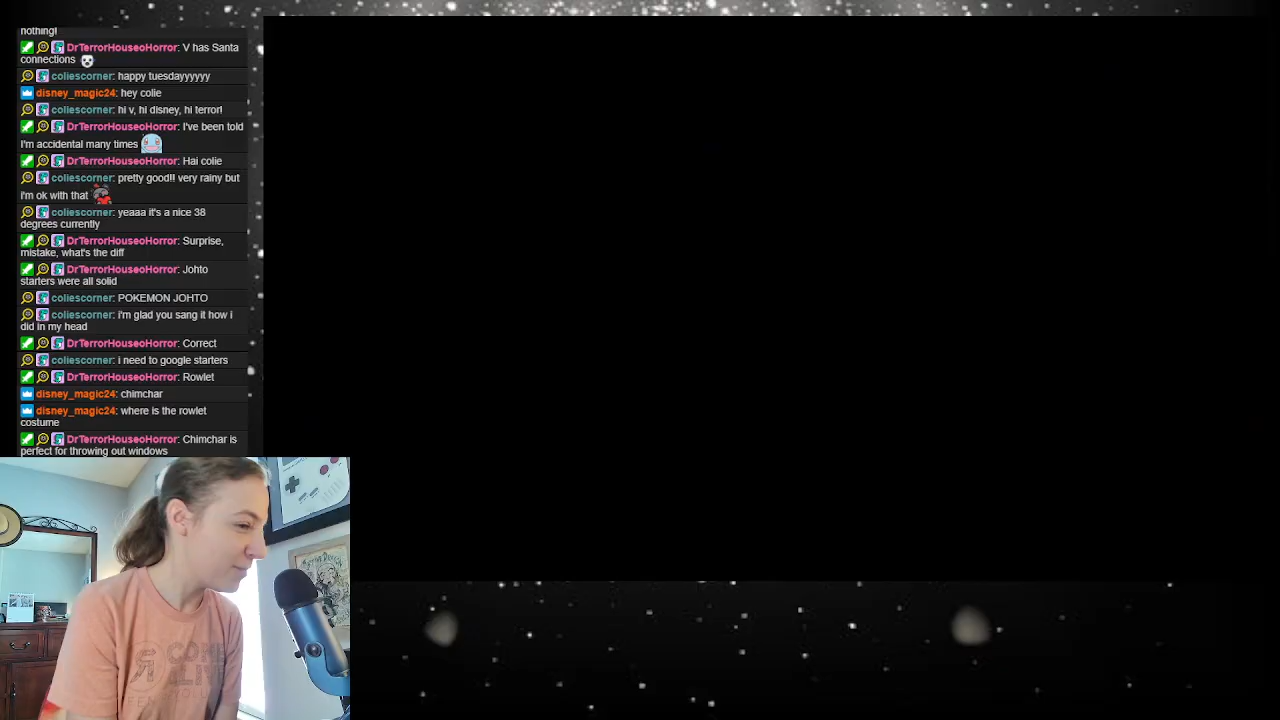 nothing!
DrTerrorHouseoHorror: V has Santa
connections
coliescorner: happy tuesdayyyyy
disney_magic24: hey colie
coliescorner: hi v, hi disney, hi terror!
DrTerrorHouseoHorror: I've been told
I'm accidental many times
DrTerrorHouseoHorror: Hai colie
coliescorner: pretty good!! very rainy but
i'm ok with that
coliescorner: yeaaa it's a nice 38
degrees currently
DrTerrorHouseoHorror: Surprise,
mistake, what's the diff
DrTerrorHouseoHorror: Johto
starters were all solid
coliescorner: POKEMON JOHTO
coliescorner: i'm glad you sang it how i
did in my head
DrTerrorHouseoHorror: Correct
coliescorner: i need to google starters
DrTerrorHouseoHorror: Rowlet
disney_magic24: chimchar
disney_magic24: where is the rowlet
costume
DrTerrorHouseoHorror: Chimchar is
perfect for throwing out windows